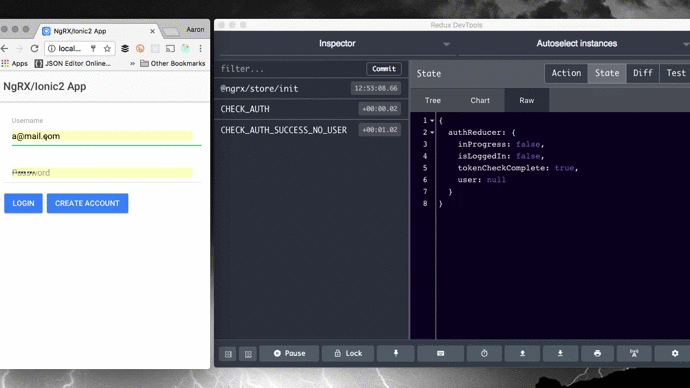 NgRX/Ionic2 App
Aaron
local...
Apps
JSON Editor Online...
»
Other Bookmarks
NgRX/Ionic2 App
Username
a@mail.com
Password
LOGIN
CREATE ACCOUNT
Redux DevTools
Inspector
Autoselect instances
filter...
Commit
@ngrx/store/init
12:53:08.66
CHECK_AUTH
+00:00.02
CHECK_AUTH_SUCCESS_NO_USER
+00:01.02
State
Action
State
Diff
Test
Tree
Chart
Raw
1 {
2 authReducer: {
3 inProgress: false,
4 isLoggedIn: false,
5 tokenCheckComplete: true,
6 user: null
7 }
8 }
Pause
Lock